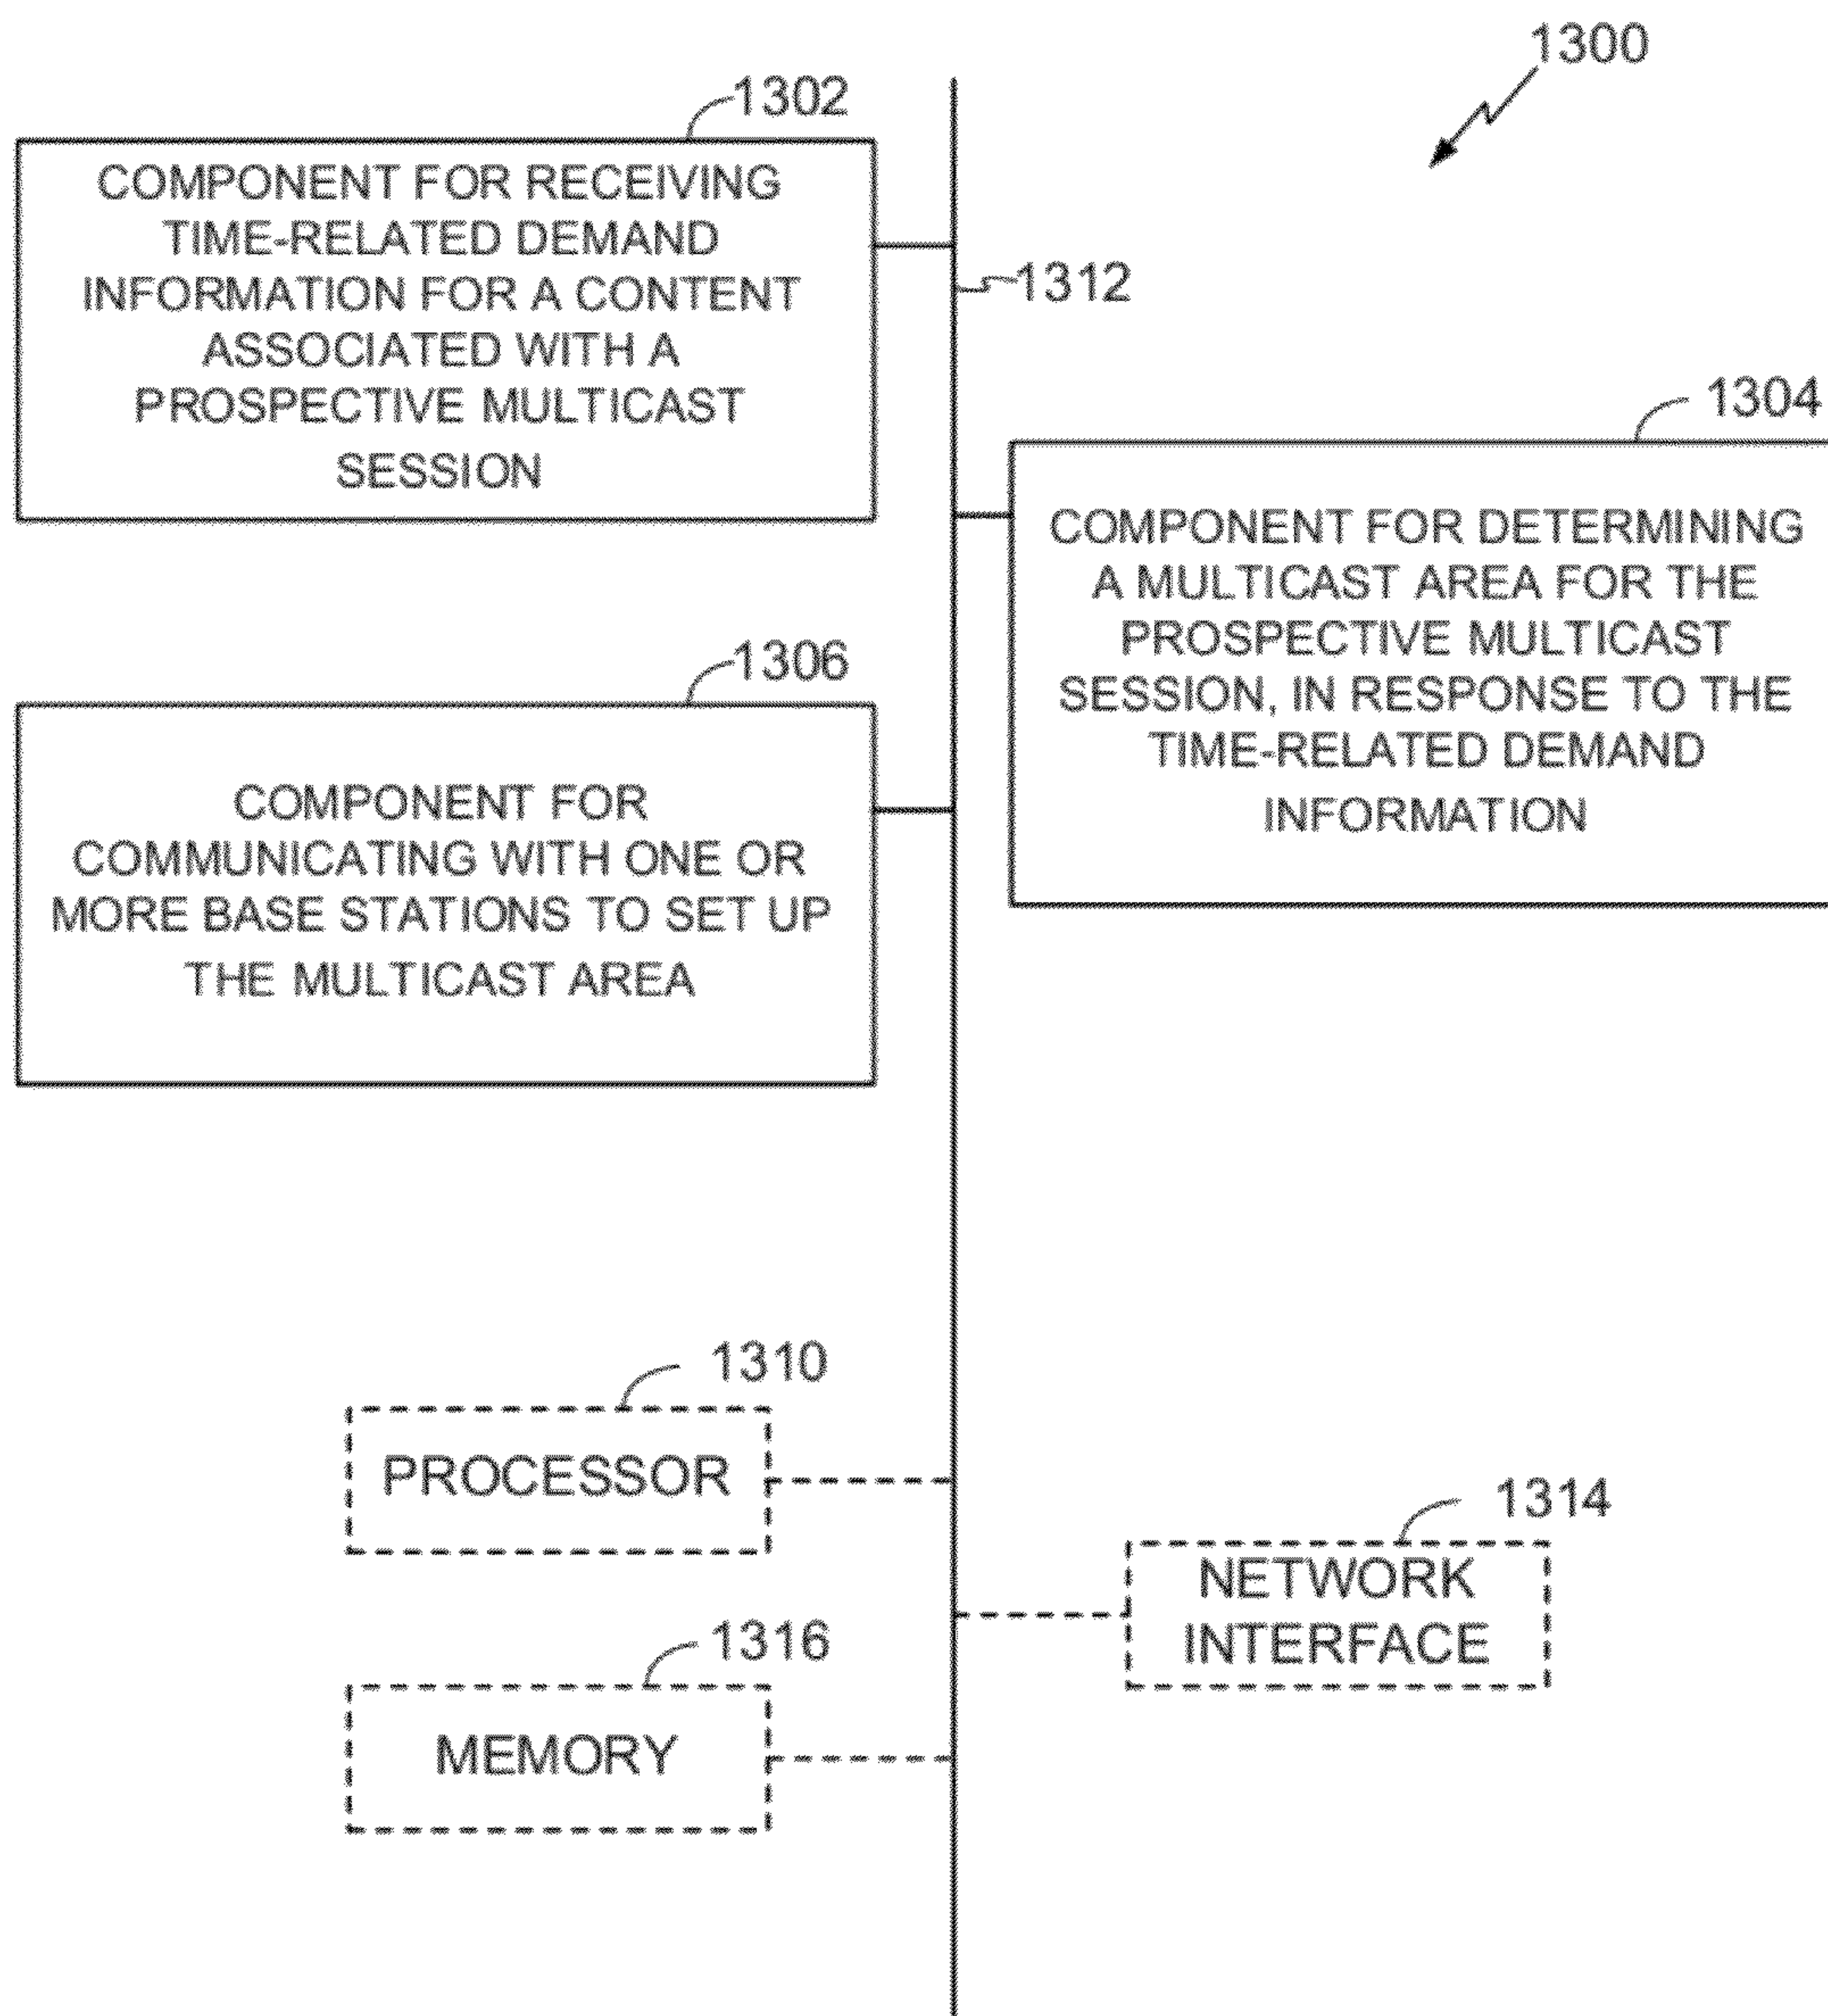 1300
1302
COMPONENT FOR RECEIVING
TIME-RELATED DEMAND
INFORMATION FOR A CONTENT
ASSOCIATED WITH A
PROSPECTIVE MULTICAST
SESSION
1312
1304
COMPONENT FOR DETERMINING
A MULTICAST AREA FOR THE
PROSPECTIVE MULTICAST
SESSION, IN RESPONSE TO THE
TIME-RELATED DEMAND
INFORMATION
1306
COMPONENT FOR
COMMUNICATING WITH ONE OR
MORE BASE STATIONS TO SET UP
THE MULTICAST AREA
1310
PROCESSOR
1314
NETWORK
INTERFACE
1316
MEMORY